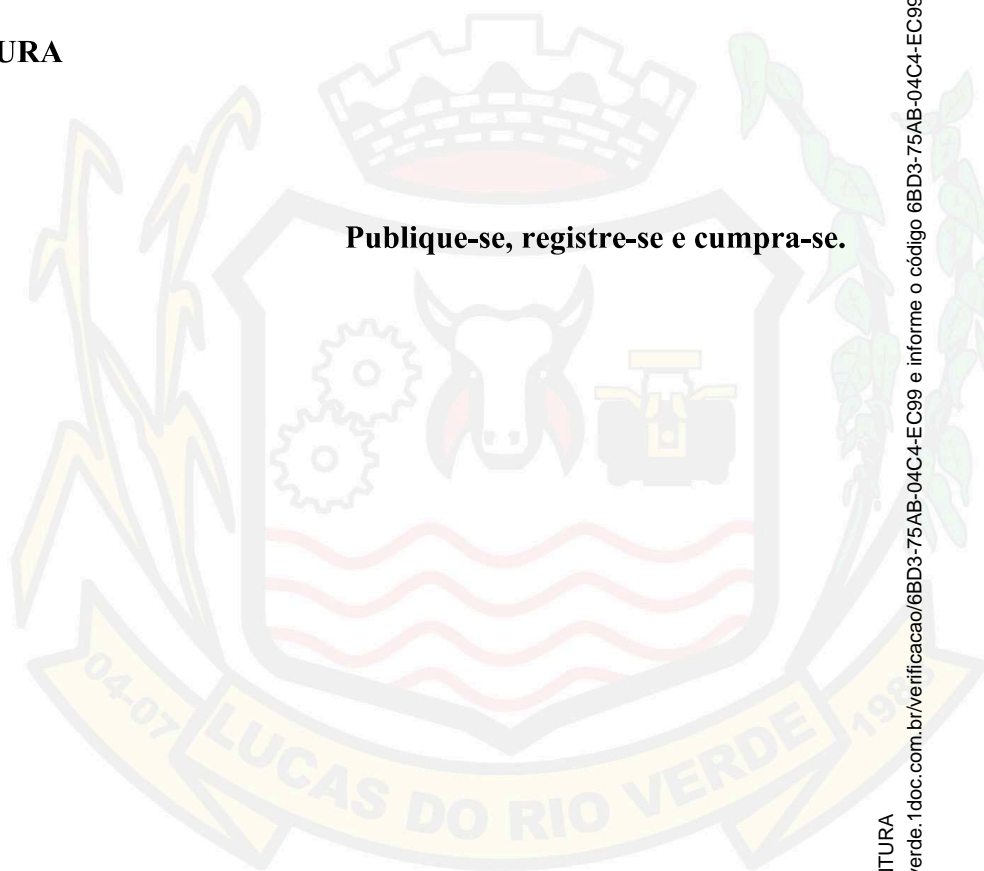 URA
Publique-se, registre-se e cumpra-se.
04-07
LUCAS DO RIO VERDE
ITURA
verde.1doc.com.br/verificacao/6BD3-75AB-04C4-EC99 e informe o código 6BD3-75AB-04C4-EC99